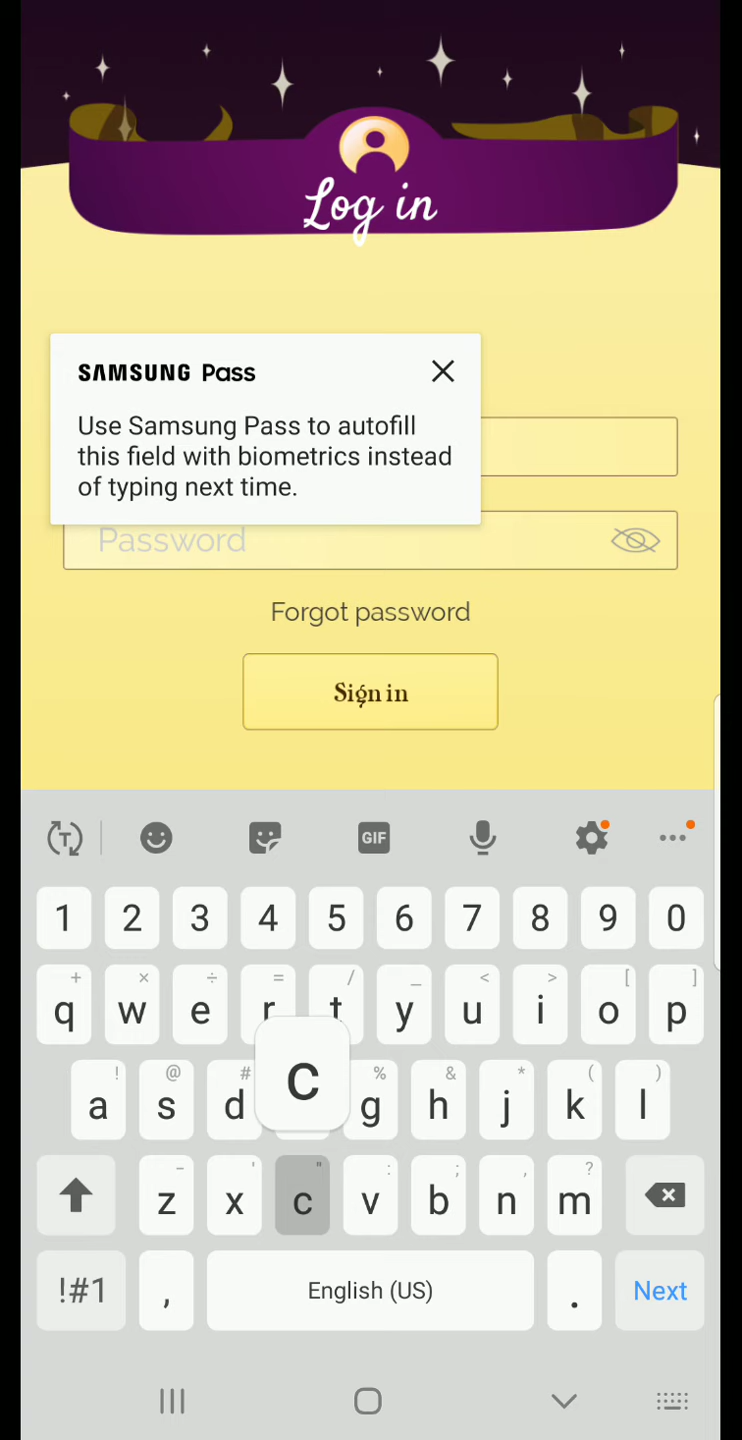 Log in
SAMSUNG Pass
Use Samsung Pass to autofill
this field with biometrics instead
of typing next time.
Password
Forgot password
Sign in
T GIF
1 2 3 4 5 6 7 8 9 0
+ × ÷ = / _ < > [ ]
q w e r t y u i o p
! @ # % & * ( )
a s d c g h j k l
- ' " : ; , ?
z x c v b n m
!#1 , English (US) . Next